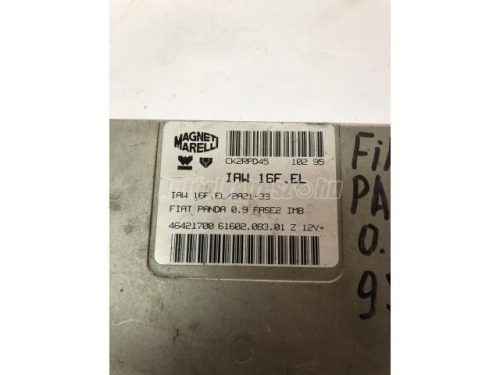 MAGNETI
MARELLI
CK2RPD45 102 95
IAW 16F.EL
IAW 16F.EL/2A21-33
FIAT PANDA 0.9 FASE2 IMB
46421700 61602.083.01 Z 12V=
FiA
PA
0.
9